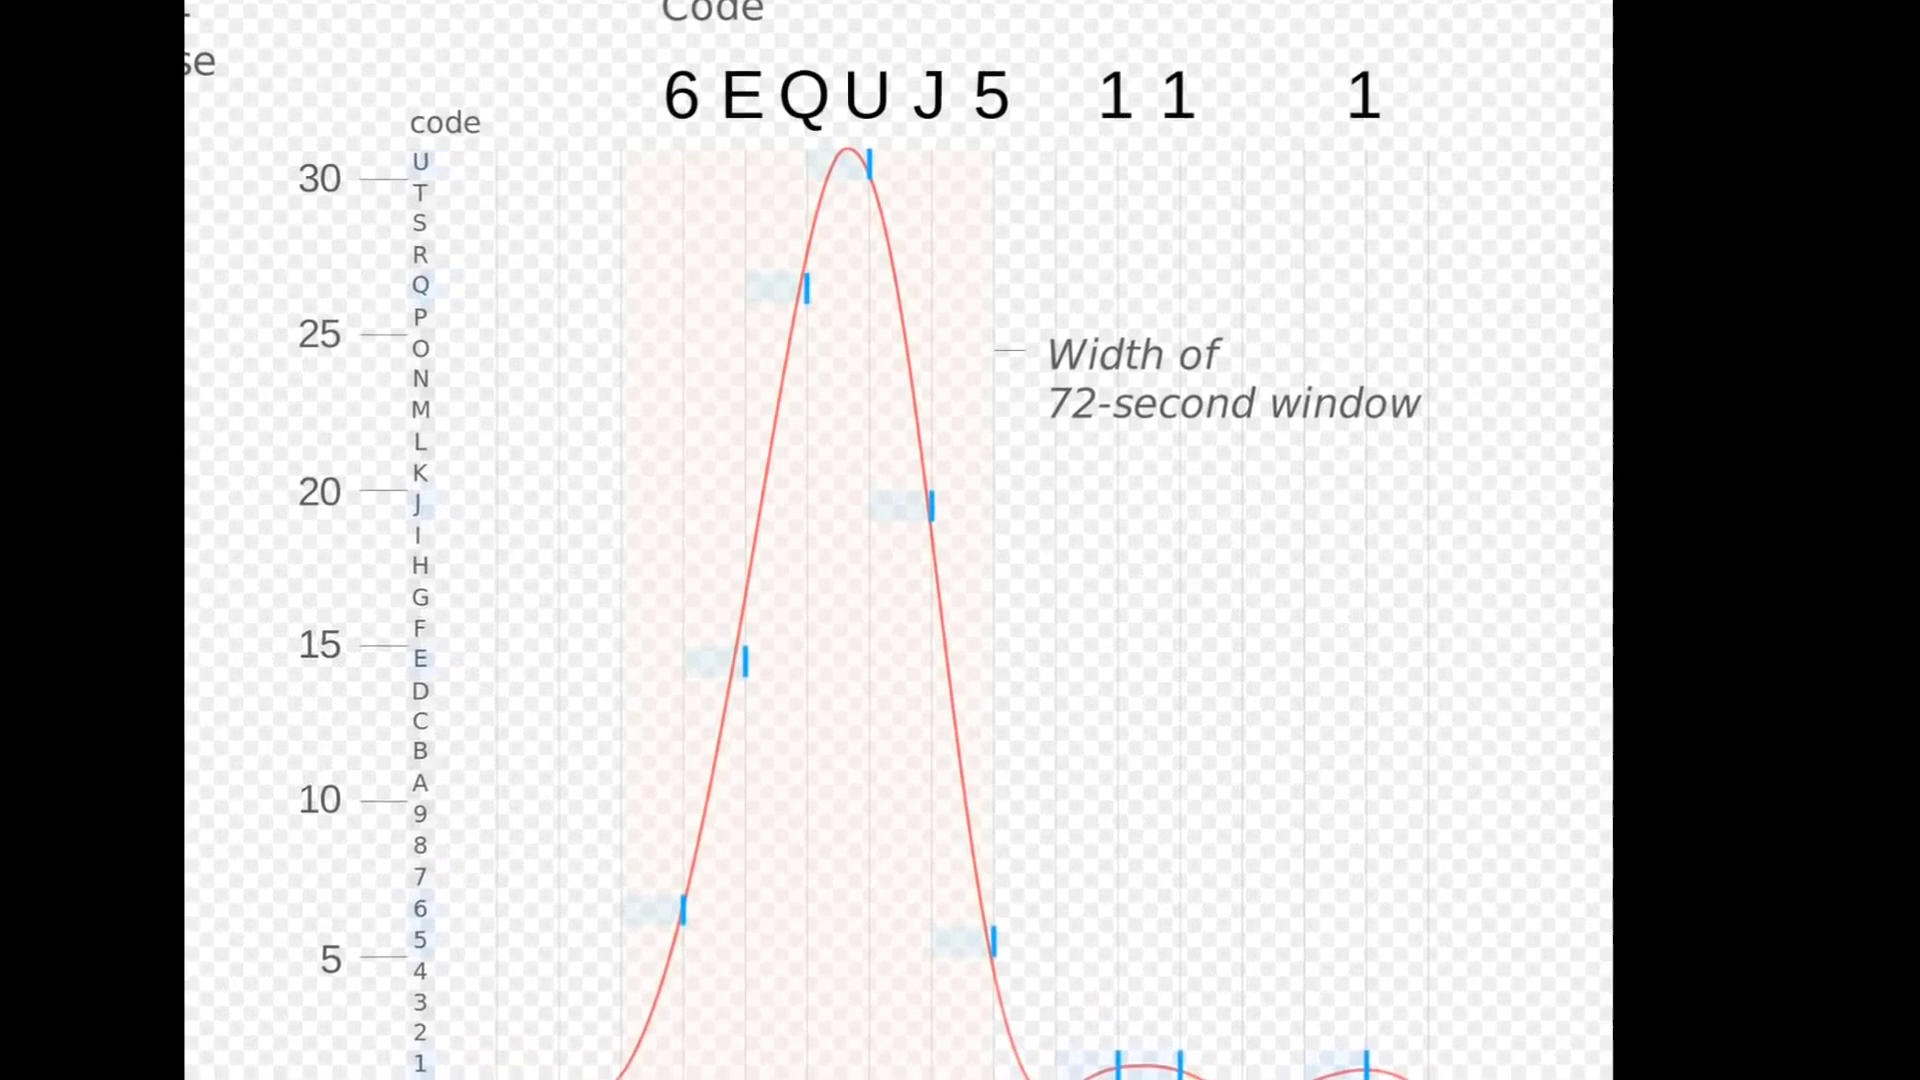 Code
se
6 E Q U J 5 1 1 1
code
U
30
T
S
R
Q
P
25
O
N
M
L
K
20
J
I
H
G
F
15
E
D
C
B
A
10
9
8
7
6
5
5
4
3
2
1
Width of
72-second window